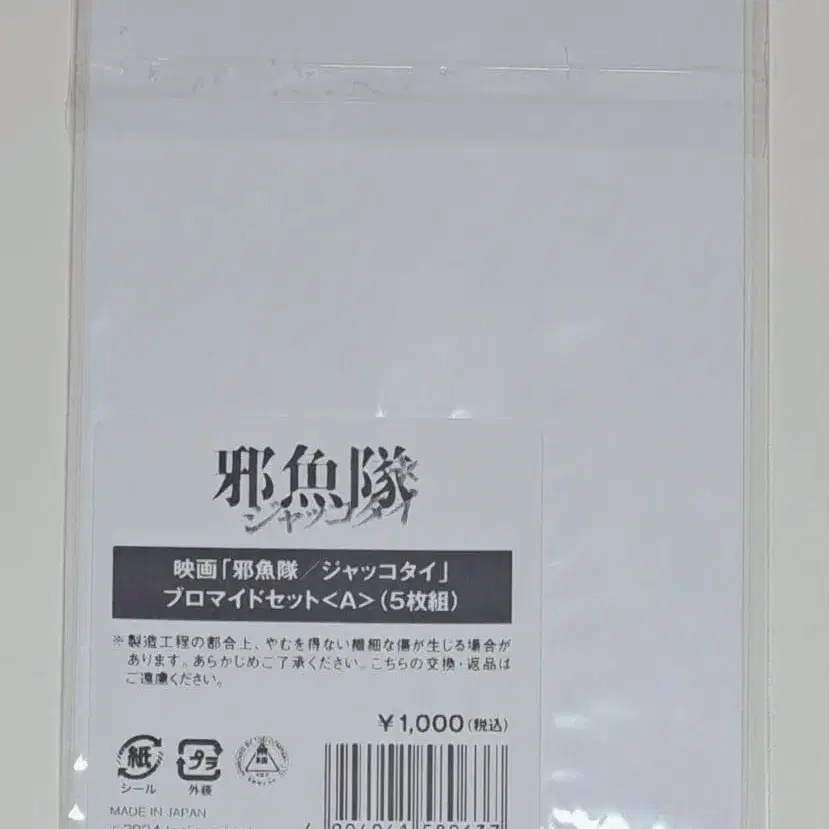 邪魚隊
ジャッコタイ
映画「邪魚隊/ジャッコタイ」
ブロマイドセット<A>(5枚組)
※製造工程の都合上、やむを得ない繊細な傷が生じる場合が
あります。あらかじめご了承ください。こちらの交換・返品は
ご遠慮ください。
¥1,000(税込)
紙
シール
プラ
外袋
MADE IN JAPAN